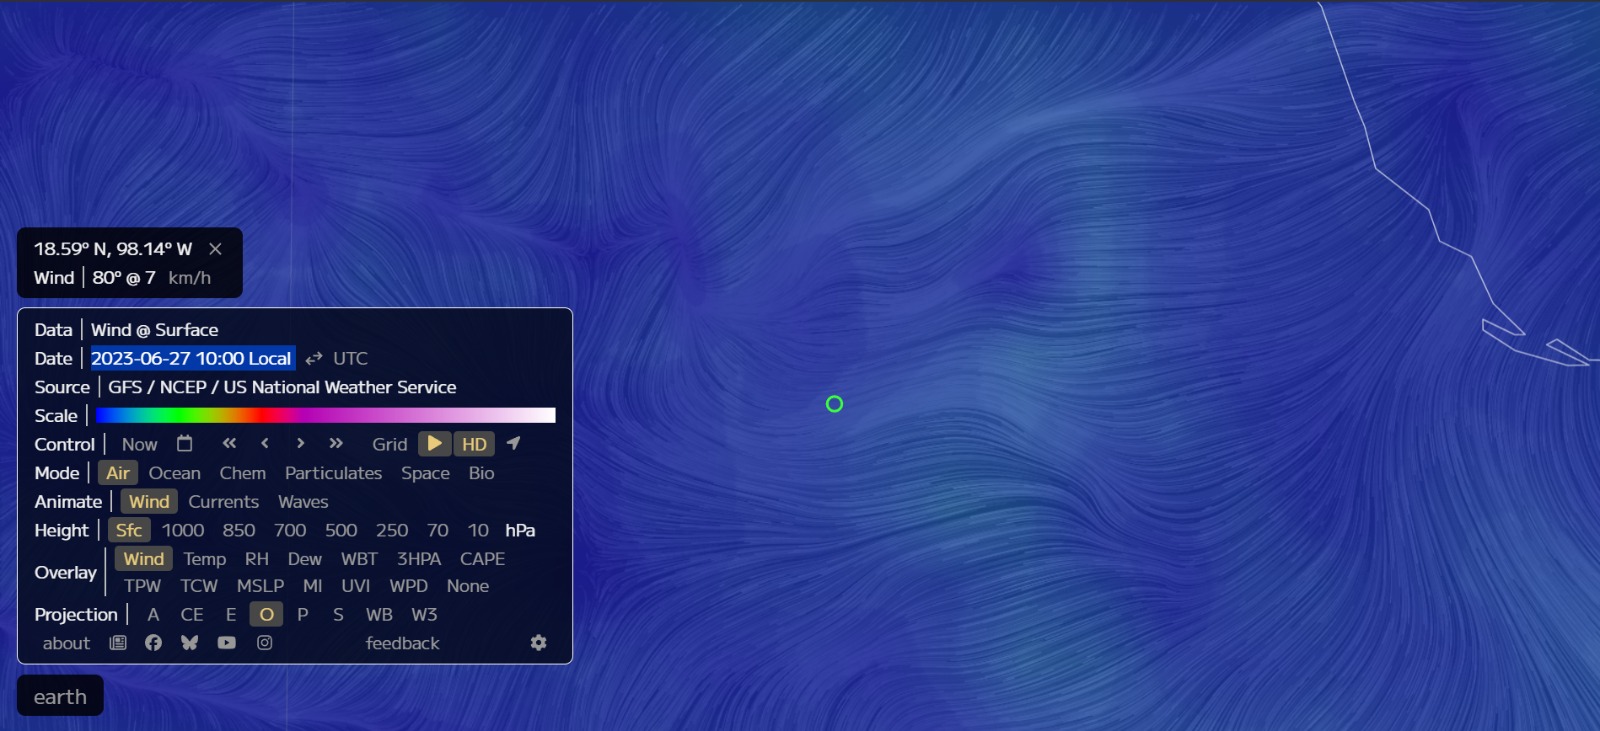 18.59° N, 98.14° W ×
Wind | 80° @ 7 km/h
Data | Wind @ Surface
Date | 2023-06-27 10:00 Local ⇄ UTC
Source | GFS / NCEP / US National Weather Service
Scale |
Control | Now « ‹ › » Grid HD
Mode | Air Ocean Chem Particulates Space Bio
Animate | Wind Currents Waves
Height | Sfc 1000 850 700 500 250 70 10 hPa
Overlay | Wind Temp RH Dew WBT 3HPA CAPE
TPW TCW MSLP MI UVI WPD None
Projection | A CE E O P S WB W3
about feedback
earth